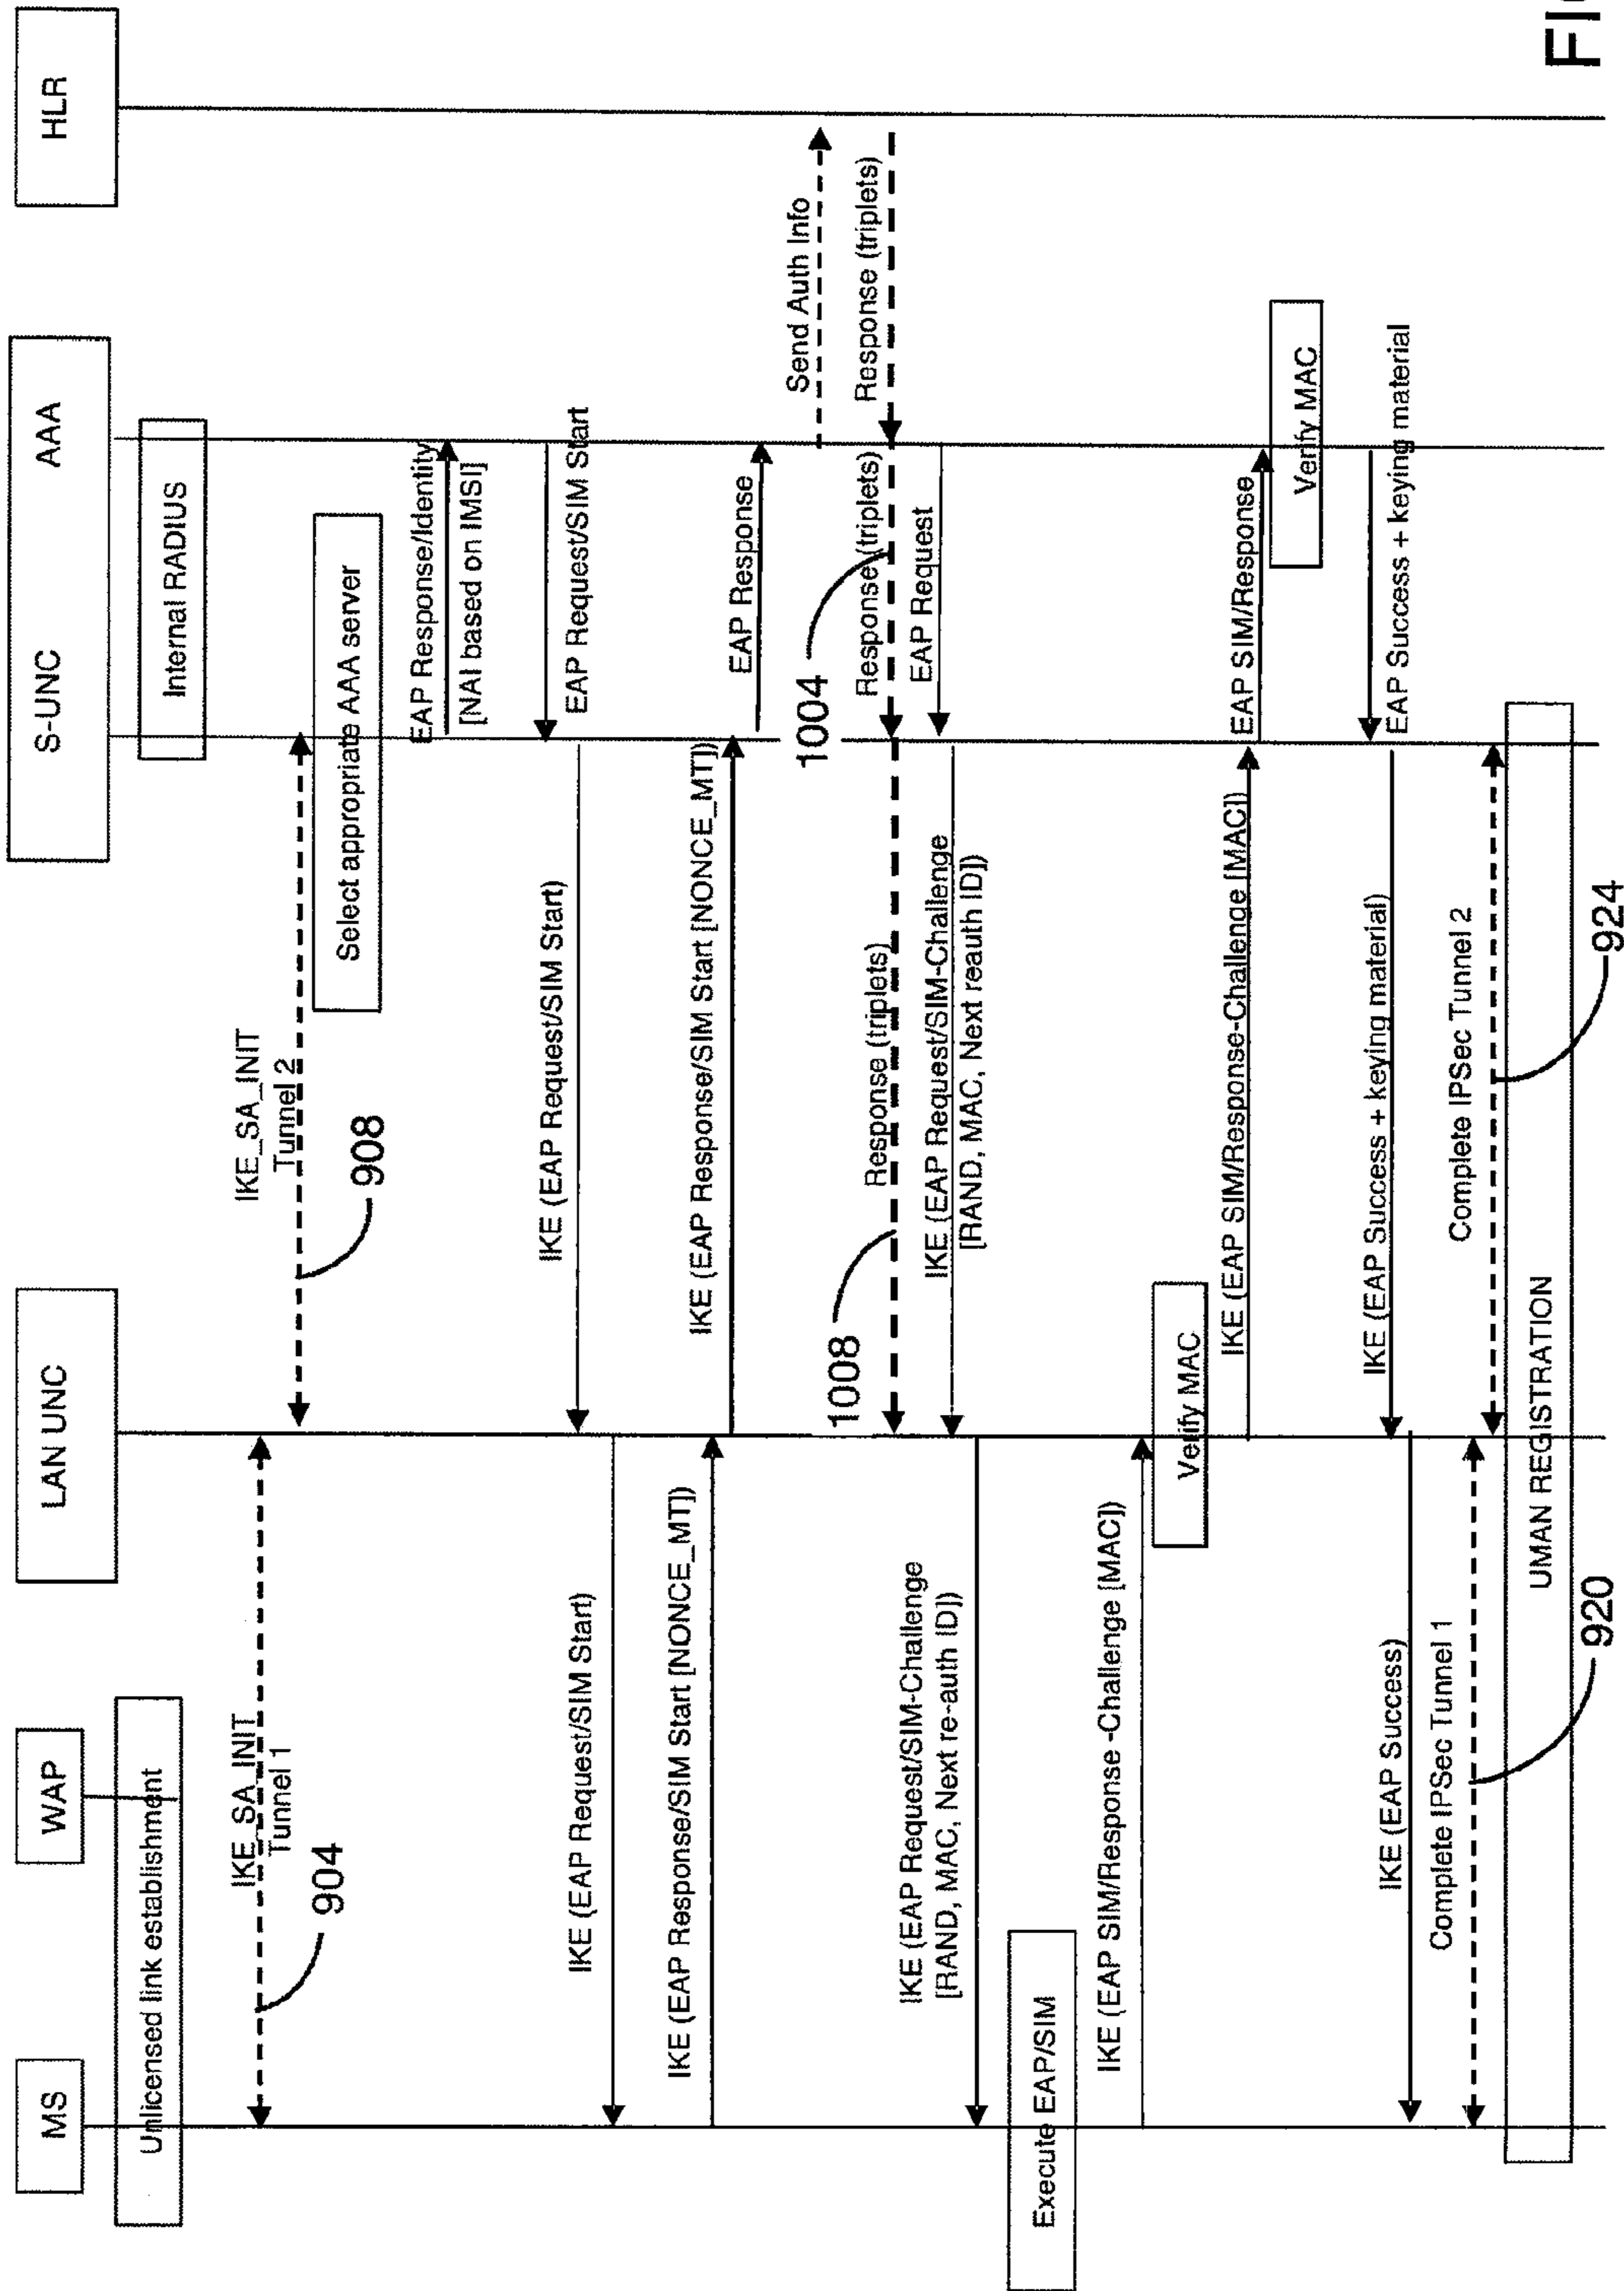 MS
WAP
LAN UNC
S-UNC
AAA
HLR
Unlicensed link establishment
Internal RADIUS
IKE_SA_INIT
Tunnel 1
904
IKE_SA_INIT
Tunnel 2
908
Select appropriate AAA server
EAP Response/Identity
[NAI based on IMSI]
EAP Request/SIM Start
IKE (EAP Request/SIM Start)
IKE (EAP Request/SIM Start)
IKE (EAP Response/SIM Start [NONCE_MT])
IKE (EAP Response/SIM Start [NONCE_MT])
EAP Response
Send Auth Info
Response (triplets)
Response (triplets)
1004
Response (triplets)
1008
EAP Request
IKE (EAP Request/SIM-Challenge
[RAND, MAC, Next reauth ID])
IKE (EAP Request/SIM-Challenge
[RAND, MAC, Next re-auth ID])
Execute EAP/SIM
IKE (EAP SIM/Response -Challenge [MAC])
Verify MAC
IKE (EAP SIM/Response-Challenge [MAC])
EAP SIM/Response
Verify MAC
EAP Success + keying material
IKE (EAP Success + keying material)
IKE (EAP Success)
Complete IPSec Tunnel 1
Complete IPSec Tunnel 2
UMAN REGISTRATION
920
924